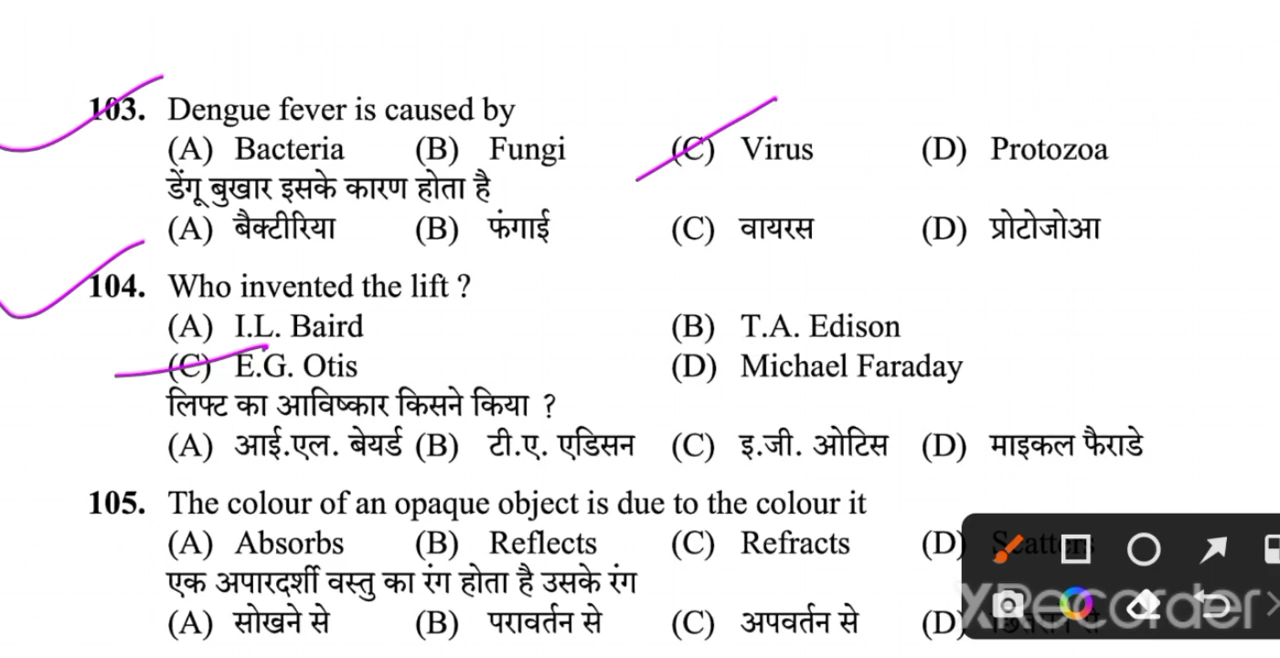 103. Dengue fever is caused by
(A) Bacteria (B) Fungi (C) Virus (D) Protozoa
डेंगू बुखार इसके कारण होता है
(A) बैक्टीरिया (B) फंगाई (C) वायरस (D) प्रोटोजोआ
104. Who invented the lift ?
(A) I.L. Baird (B) T.A. Edison
(C) E.G. Otis (D) Michael Faraday
लिफ्ट का आविष्कार किसने किया ?
(A) आई.एल. बेयर्ड (B) टी.ए. एडिसन (C) इ.जी. ओटिस (D) माइकल फैराडे
105. The colour of an opaque object is due to the colour it
(A) Absorbs (B) Reflects (C) Refracts (D) Scatters
एक अपारदर्शी वस्तु का रंग होता है उसके रंग
(A) सोखने से (B) परावर्तन से (C) अपवर्तन से (D)
XRecorder